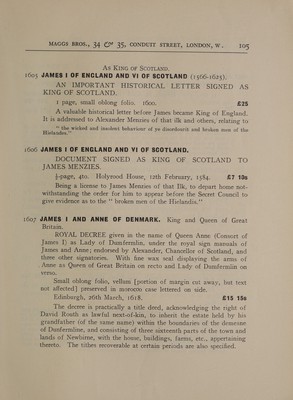 MAGGS BROS., 34 & 35, CONDUIT STREET, LONDON, W. 105
AS KING OF SCOTLAND.
1605 JAMES I OF ENGLAND AND VI OF SCOTLAND (1566-1625).
AN IMPORTANT HISTORICAL LETTER SIGNED AS
KING OF SCOTLAND.
1 page, small oblong folio. 1600. £25
A valuable historical letter before James became King of England.
It is addressed to Alexander Menzies of that ilk and others, relating to
" the wicked and insolent behaviour of ye disordourit and broken men of the
Hielandes."
1606 JAMES I OF ENGLAND AND VI OF SCOTLAND.
DOCUMENT SIGNED AS KING OF SCOTLAND TO
JAMES MENZIES.
½-page, 4to. Holyrood House, 12th February, 1584. £7 18s
Being a license to James Menzies of that Ilk, to depart home not-
withstanding the order for him to appear before the Secret Council to
give evidence as to the " broken men of the Hielandis."
1607 JAMES I AND ANNE OF DENMARK. King and Queen of Great
Britain.
ROYAL DECREE given in the name of Queen Anne (Consort of
James I) as Lady of Dumfermlin, under the royal sign manuals of
James and Anne; endorsed by Alexander, Chancellor of Scotland, and
three other signatories. With fine wax seal displaying the arms of
Anne as Queen of Great Britain on recto and Lady of Dumfermlin on
verso.
Small oblong folio, vellum [portion of margin cut away, but text
not affected] preserved in morocco case lettered on side.
Edinburgh, 26th March, 1618. £15 15s
The decree is practically a title deed, acknowledging the right of
David Routh as lawful next-of-kin, to inherit the estate held by his
grandfather (of the same name) within the boundaries of the demesne
of Dunfermline, and consisting of three sixteenth parts of the town and
lands of Newbirne, with the house, buildings, farms, etc., appertaining
thereto. The tithes recoverable at certain periods are also specified.